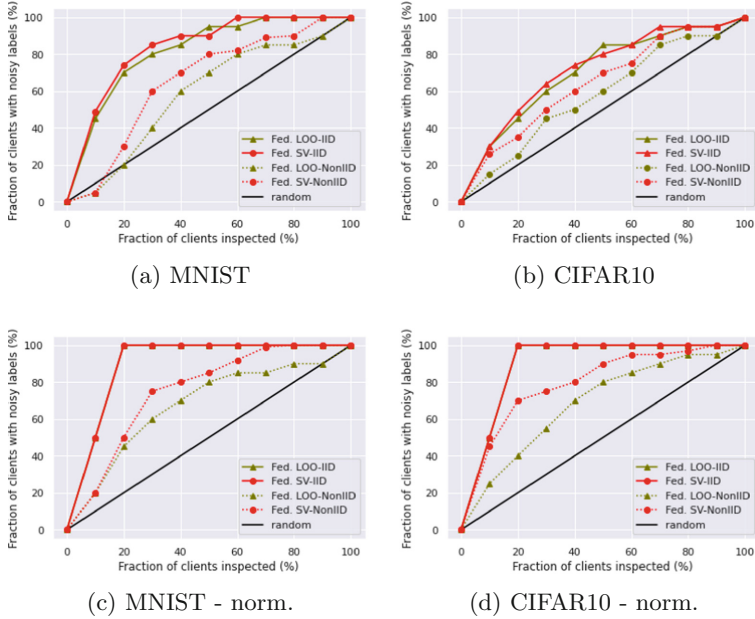 Fraction of clients with noisy labels (%)
100
80
60
40
20
0
Fed. LOO-IID
Fed. SV-IID
Fed. LOO-NonIID
Fed. SV-NonIID
random
0 20 40 60 80 100
Fraction of clients inspected (%)
(a) MNIST
Fraction of clients with noisy labels (%)
100
80
60
40
20
0
Fed. LOO-IID
Fed. SV-IID
Fed. LOO-NonIID
Fed. SV-NonIID
random
0 20 40 60 80 100
Fraction of clients inspected (%)
(b) CIFAR10
Fraction of clients with noisy labels (%)
100
80
60
40
20
0
Fed. LOO-IID
Fed. SV-IID
Fed. LOO-NonIID
Fed. SV-NonIID
random
0 20 40 60 80 100
Fraction of clients inspected (%)
(c) MNIST - norm.
Fraction of clients with noisy labels (%)
100
80
60
40
20
0
Fed. LOO-IID
Fed. SV-IID
Fed. LOO-NonIID
Fed. SV-NonIID
random
0 20 40 60 80 100
Fraction of clients inspected (%)
(d) CIFAR10 - norm.